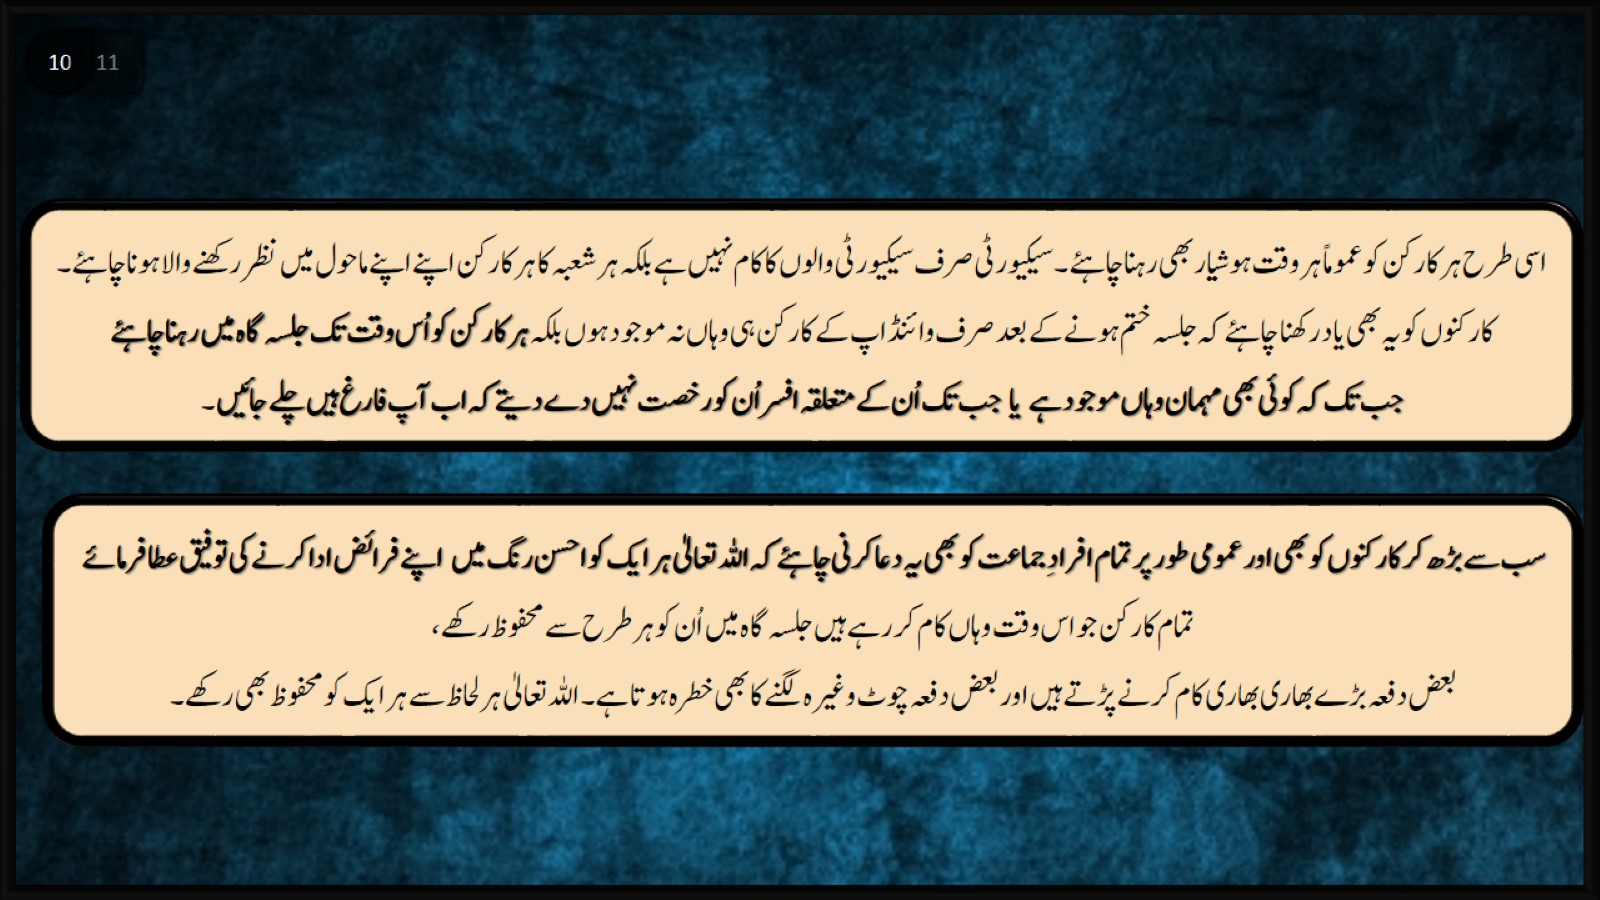 10 11
اسی طرح ہر کارکن کو عموماً ہر وقت ہوشیار بھی رہنا چاہئے۔ سیکیورٹی صرف سیکیورٹی والوں کا کام نہیں ہے بلکہ ہر شعبہ کا ہر کارکن اپنے اپنے ماحول میں نظر رکھنے والا ہونا چاہئے۔
کارکنوں کو یہ بھی یاد رکھنا چاہئے کہ جلسہ ختم ہونے کے بعد صرف وائنڈ اپ کے کارکن ہی وہاں نہ موجود ہوں بلکہ ہر کارکن کو اُس وقت تک جلسہ گاہ میں رہنا چاہئے
جب تک کہ کوئی بھی مہمان وہاں موجود ہے یا جب تک اُن کے متعلقہ افسر اُن کو رخصت نہیں دے دیتے کہ اب آپ فارغ ہیں چلے جائیں۔
سب سے بڑھ کر کارکنوں کو بھی اور عمومی طور پر تمام افرادِ جماعت کو بھی یہ دعا کرنی چاہئے کہ اللہ تعالیٰ ہر ایک کو احسن رنگ میں اپنے فرائض ادا کرنے کی توفیق عطا فرمائے
تمام کارکن جو اس وقت وہاں کام کر رہے ہیں جلسہ گاہ میں اُن کو ہر طرح سے محفوظ رکھے،
بعض دفعہ بڑے بھاری بھاری کام کرنے پڑتے ہیں اور بعض دفعہ چوٹ وغیرہ لگنے کا بھی خطرہ ہوتا ہے۔ اللہ تعالیٰ ہر لحاظ سے ہر ایک کو محفوظ بھی رکھے۔